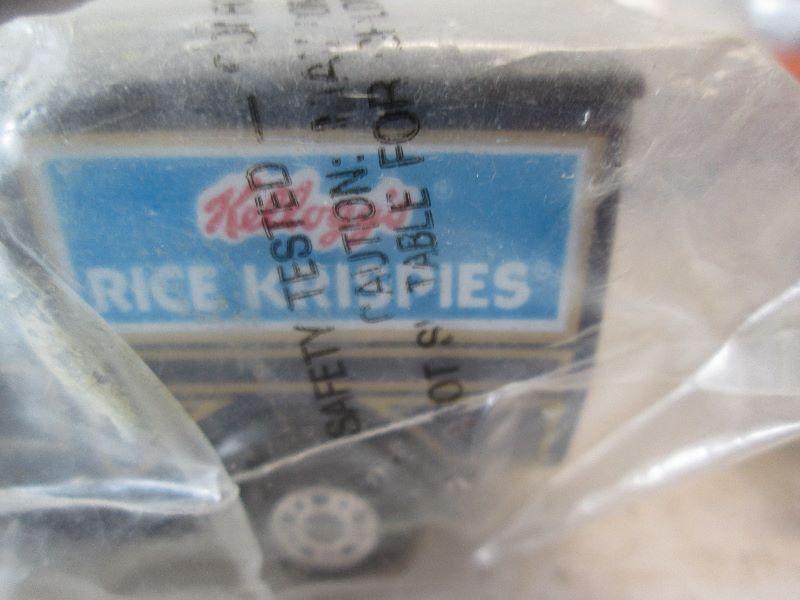 Kellogg's
RICE KRISPIES
SAFETY TESTED —
CAUTION:
TABLE FOR